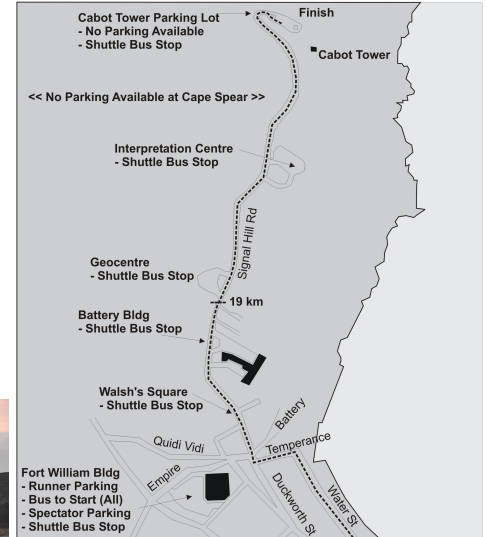 Cabot Tower Parking Lot
- No Parking Available
- Shuttle Bus Stop
Finish
Cabot Tower
<< No Parking Available at Cape Spear >>
Interpretation Centre
- Shuttle Bus Stop
Signal Hill Rd
Geocentre
- Shuttle Bus Stop
19 km
Battery Bldg
- Shuttle Bus Stop
Walsh's Square
- Shuttle Bus Stop
Battery
Quidi Vidi
Temperance
Empire
Fort William Bldg
- Runner Parking
- Bus to Start (All)
- Spectator Parking
- Shuttle Bus Stop
Duckworth St
Water St